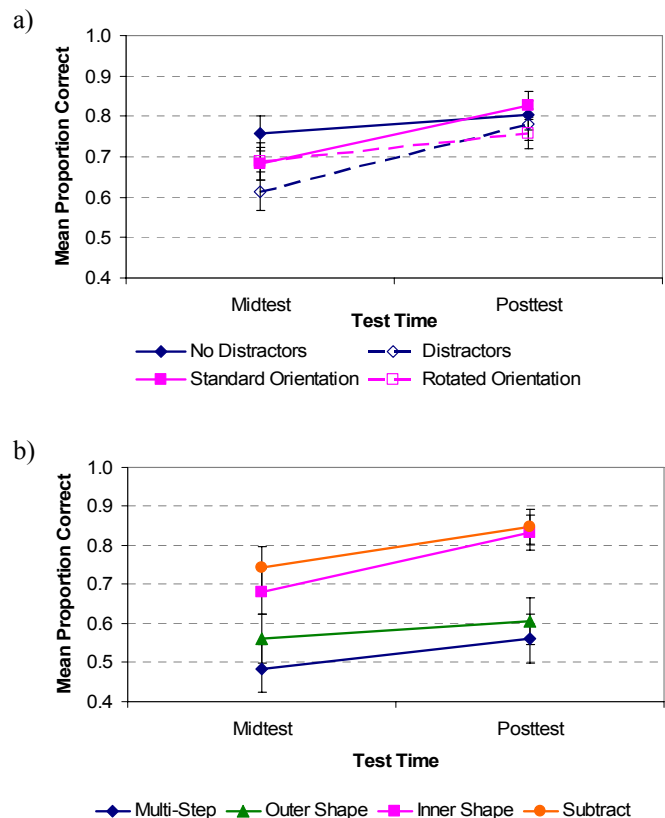 a)
1.0
0.9
0.8
0.7
0.6
0.5
0.4
Mean Proportion Correct
Midtest Posttest
Test Time
No Distractors Distractors
Standard Orientation Rotated Orientation
b)
1.0
0.9
0.8
0.7
0.6
0.5
0.4
Mean Proportion Correct
Midtest Posttest
Test Time
Multi-Step Outer Shape Inner Shape Subtract